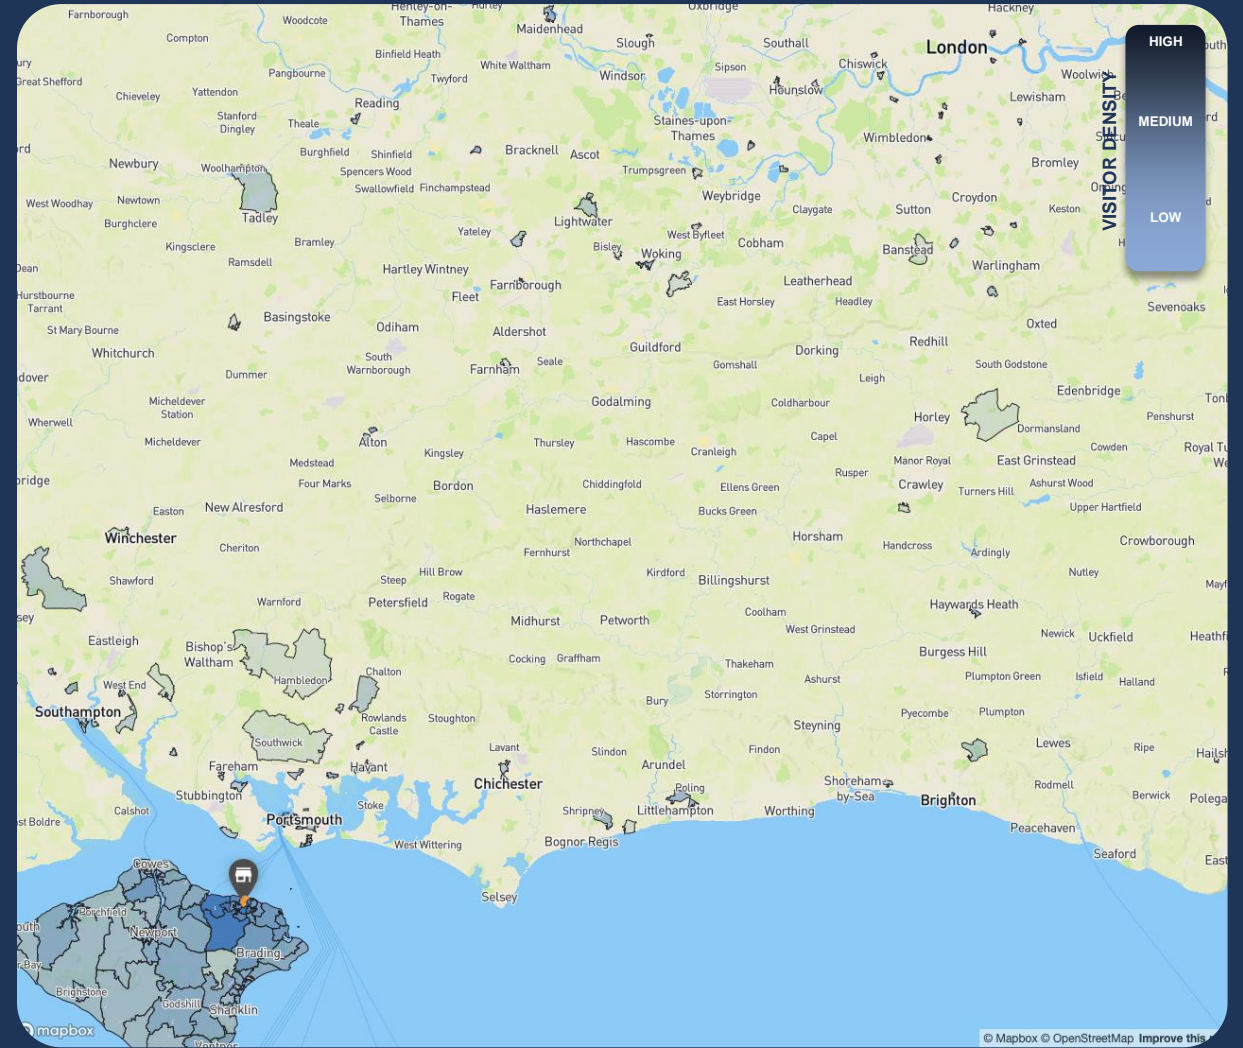 Farnborough
Woodcote
Henley-on-
Thames
Hurley
Maidenhead
Uxbridge
Hackney
Compton
Binfield Heath
Slough
Southall
London
HIGH
Great Shefford
Pangbourne
Twyford
White Waltham
Windsor
Sipson
Chiswick
Woolwich
Chieveley
Yattendon
Reading
Hounslow
Lewisham
Stanford
Dingley
Theale
Staines-upon-
Thames
Wimbledon
MEDIUM
VISITOR DENSITY
Newbury
Woolhampton
Burghfield
Shinfield
Bracknell
Ascot
Trumpsgreen
Bromley
Spencers Wood
Swallowfield
Finchampstead
Weybridge
Croydon
West Woodhay
Newtown
Burghclere
Tadley
Lightwater
Claygate
Sutton
Keston
LOW
Kingsclere
Bramley
Yateley
Bisley
West Byfleet
Woking
Cobham
Banstead
Ramsdell
Hartley Wintney
Warlingham
Hurstbourne
Tarrant
Farnborough
Fleet
Leatherhead
East Horsley
Headley
Sevenoaks
St Mary Bourne
Basingstoke
Odiham
Aldershot
Oxted
Whitchurch
South
Warnborough
Guildford
Dorking
Redhill
Dummer
Farnham
Seale
Gomshall
Leigh
South Godstone
Edenbridge
Micheldever
Station
Godalming
Coldharbour
Horley
Penshurst
Wherwell
Dormansland
Micheldever
Alton
Kingsley
Thursley
Hascombe
Cranleigh
Capel
Cowden
Royal Tu
Medstead
Manor Royal
East Grinstead
Four Marks
Bordon
Chiddingfold
Ellens Green
Rusper
Crawley
Turners Hill
Ashurst Wood
Selborne
Easton
New Alresford
Haslemere
Bucks Green
Upper Hartfield
Winchester
Cheriton
Fernhurst
Northchapel
Horsham
Handcross
Ardingly
Crowborough
Shawford
Steep
Hill Brow
Kirdford
Billingshurst
Nutley
Warnford
Petersfield
Rogate
Coolham
Haywards Heath
Midhurst
Petworth
West Grinstead
Eastleigh
Bishop's
Waltham
Newick
Uckfield
Heathfi
Cocking
Graffham
Thakeham
Burgess Hill
Hambledon
Chalton
Ashurst
Plumpton Green
Isfield
Halland
West End
Bury
Storrington
Southampton
Rowlands
Castle
Stoughton
Steyning
Pyecombe
Plumpton
Southwick
Lavant
Slindon
Findon
Lewes
Ripe
Hailsh
Fareham
Havant
Arundel
Chichester
Stubbington
Poling
Shoreham-
by-Sea
Rodmell
Berwick
Polega
Calshot
Stoke
Shripney
Littlehampton
Worthing
Brighton
Portsmouth
Bognor Regis
Peacehaven
West Wittering
Seaford
East
Cowes
Selsey
Porchfield
Newport
Brading
Brighstone
Godshill
Shanklin
Ventnor
mapbox
© Mapbox © OpenStreetMap Improve this